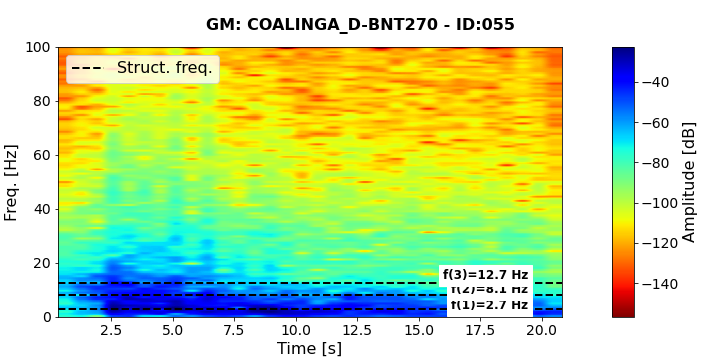 GM: COALINGA_D-BNT270 - ID:055
Struct. freq.
100
80
60
40
20
0
Freq. [Hz]
f(3)=12.7 Hz
f(2)=8.1 Hz
f(1)=2.7 Hz
2.5 5.0 7.5 10.0 12.5 15.0 17.5 20.0
Time [s]
−40
−60
−80
−100
−120
−140
Amplitude [dB]